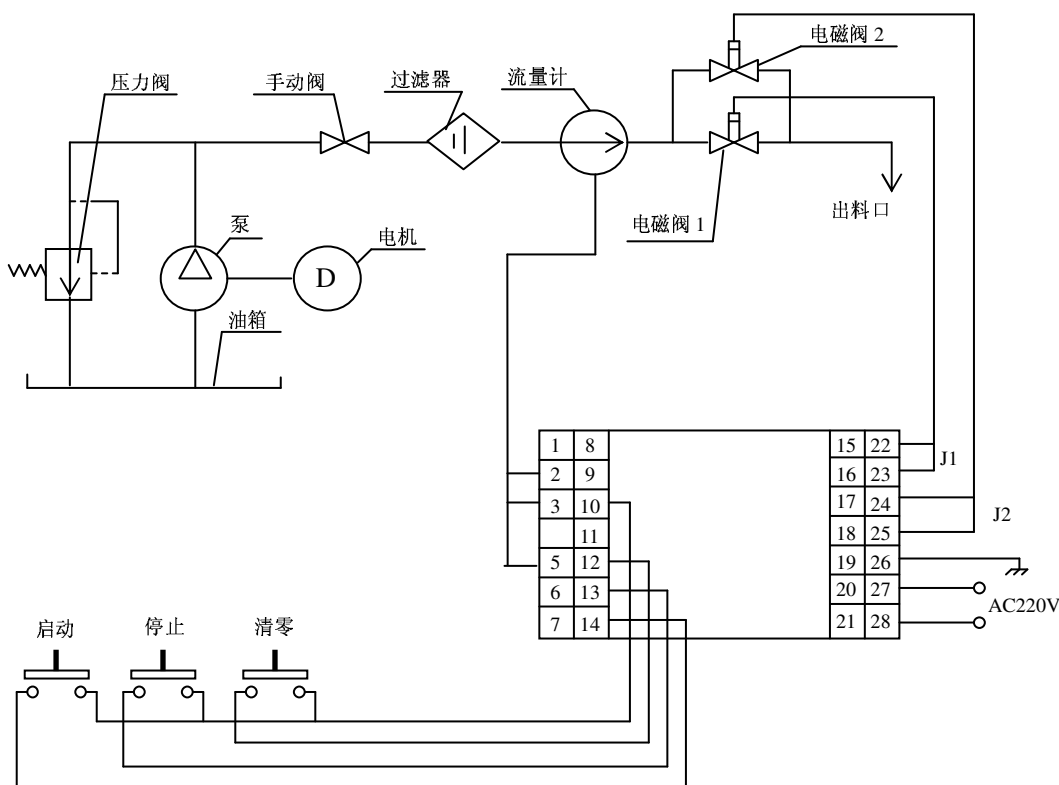 电磁阀 2
压力阀
手动阀
过滤器
流量计
出料口
电磁阀 1
泵
电机
D
油箱
1 8 15 22
J1
2 9 16 23
3 10 17 24
J2
11 18 25
5 12 19 26
6 13 20 27
AC220V
7 14 21 28
启动 停止 清零